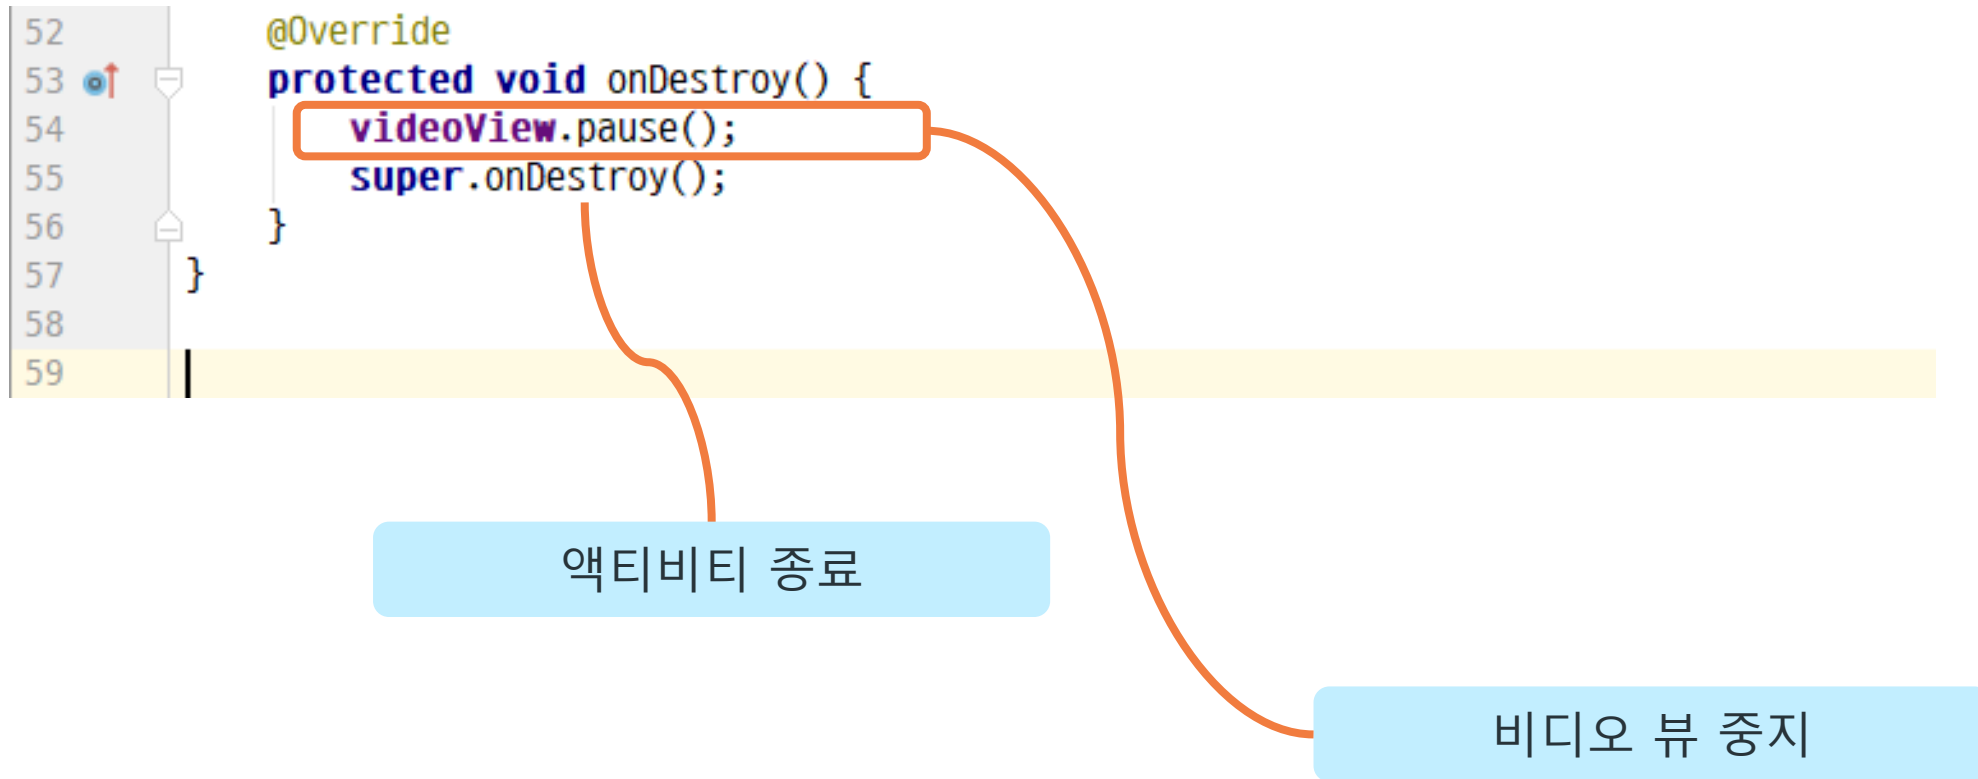 52 @Override
53 protected void onDestroy() {
54 videoView.pause();
55 super.onDestroy();
56 }
57 }
58
59
액티비티 종료
비디오 뷰 중지